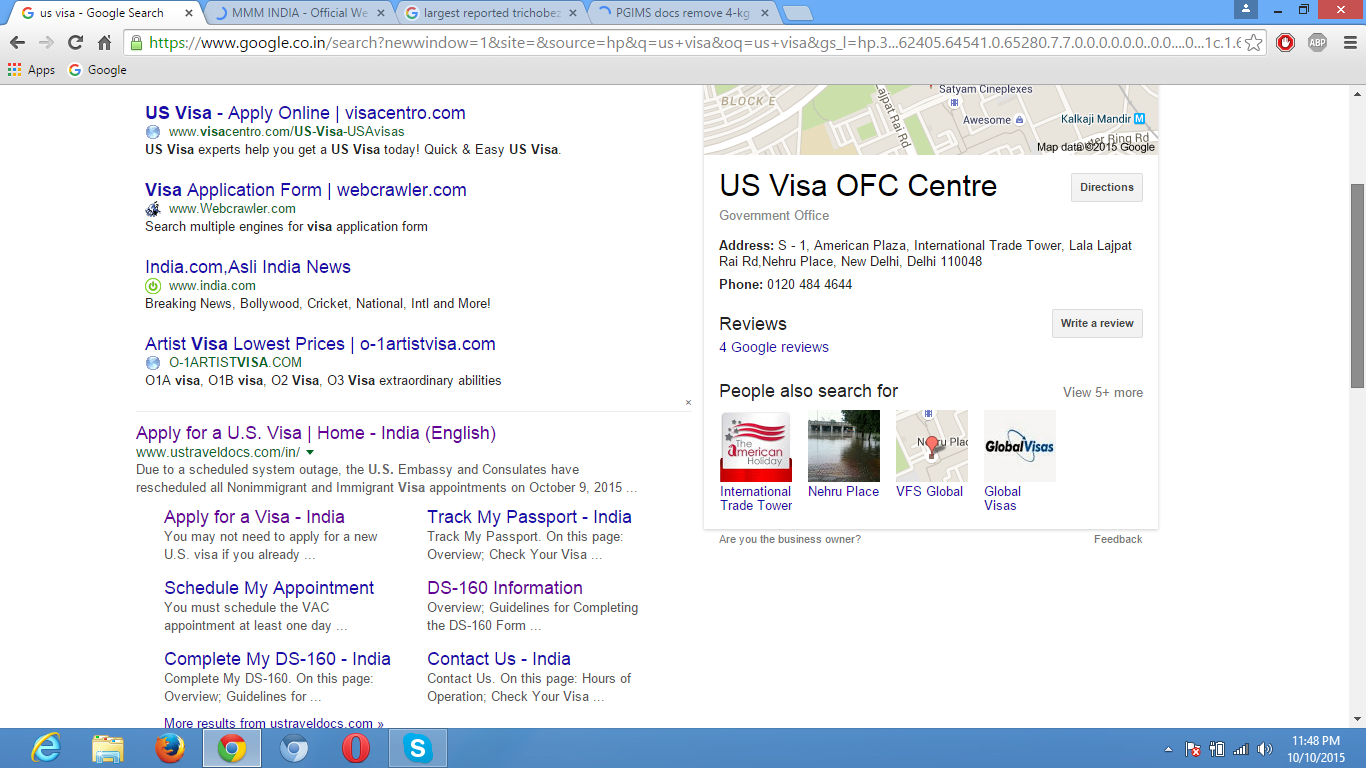 us visa - Google Search
MMM INDIA - Official We
largest reported trichobez
PGIMS docs remove 4-kg
https://www.google.co.in/search?newwindow=1&site=&source=hp&q=us+visa&oq=us+visa&gs_l=hp.3...62405.64541.0.65280.7.7.0.0.0.0.0.0..0.0....0...1c.1.6
ABP
Apps
Google
US Visa - Apply Online | visacentro.com
www.visacentro.com/US-Visa-USAvisas
US Visa experts help you get a US Visa today! Quick & Easy US Visa.
Visa Application Form | webcrawler.com
www.Webcrawler.com
Search multiple engines for visa application form
India.com,Asli India News
www.india.com
Breaking News, Bollywood, Cricket, National, Intl and More!
Artist Visa Lowest Prices | o-1artistvisa.com
O-1ARTISTVISA.COM
O1A visa, O1B visa, O2 Visa, O3 Visa extraordinary abilities
Apply for a U.S. Visa | Home - India (English)
www.ustraveldocs.com/in/
Due to a scheduled system outage, the U.S. Embassy and Consulates have
rescheduled all Nonimmigrant and Immigrant Visa appointments on October 9, 2015 ...
Apply for a Visa - India
You may not need to apply for a new
U.S. visa if you already ...
Track My Passport - India
Track My Passport. On this page:
Overview; Check Your Visa ...
Schedule My Appointment
You must schedule the VAC
appointment at least one day ...
DS-160 Information
Overview; Guidelines for Completing
the DS-160 Form ...
Complete My DS-160 - India
Complete My DS-160. On this page:
Overview; Guidelines for ...
Contact Us - India
Contact Us. On this page: Hours of
Operation; Check Your Visa ...
More results from ustraveldocs.com »
BLOCK E
Lajpat Rai Rd
Satyam Cineplexes
Awesome
Kalkaji Mandir M
Outer Ring Rd
Map data ©2015 Google
US Visa OFC Centre
Directions
Government Office
Address: S - 1, American Plaza, International Trade Tower, Lala Lajpat
Rai Rd,Nehru Place, New Delhi, Delhi 110048
Phone: 0120 484 4644
Reviews
Write a review
4 Google reviews
People also search for
View 5+ more
The
american
Holiday
GlobalVisas
International
Trade Tower
Nehru Place
VFS Global
Global
Visas
Are you the business owner?
Feedback
11:48 PM
10/10/2015